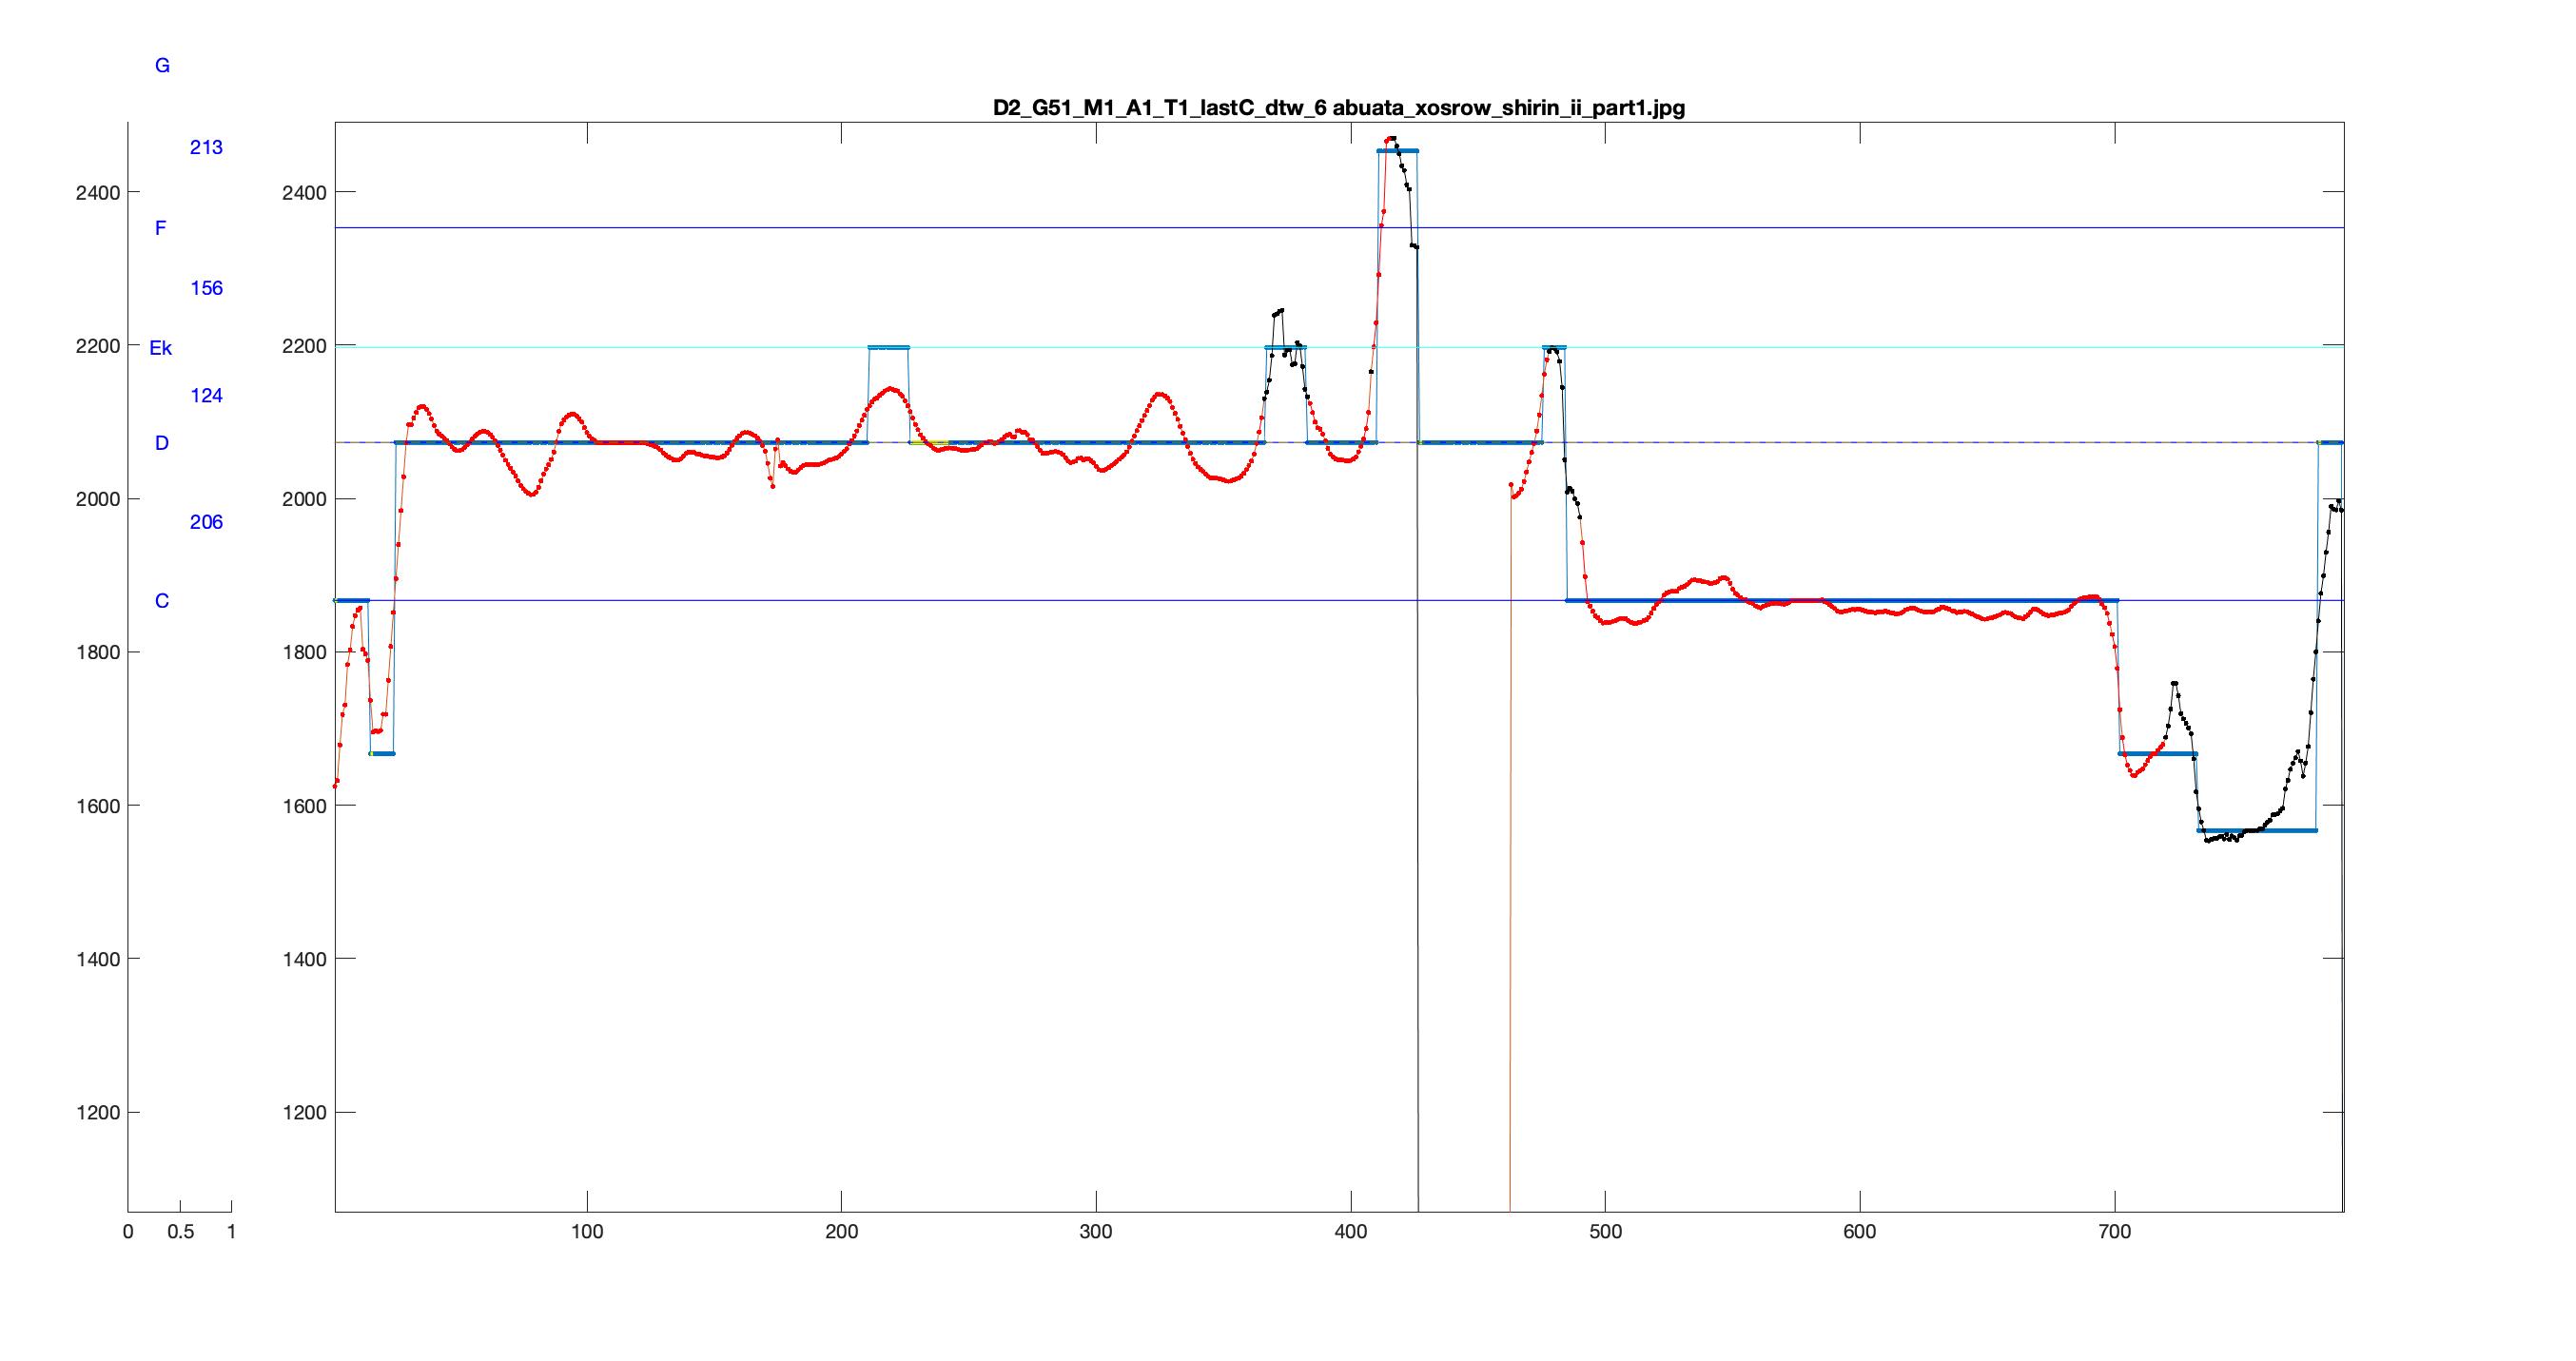 G
D2_G51_M1_A1_T1_lastC_dtw_6 abuata_xosrow_shirin_ii_part1.jpg
213
2400 2400
F
156
2200 Ek 2200
124
D
2000 2000
206
C
1800 1800
1600 1600
1400 1400
1200 1200
0 0.5 1 100 200 300 400 500 600 700